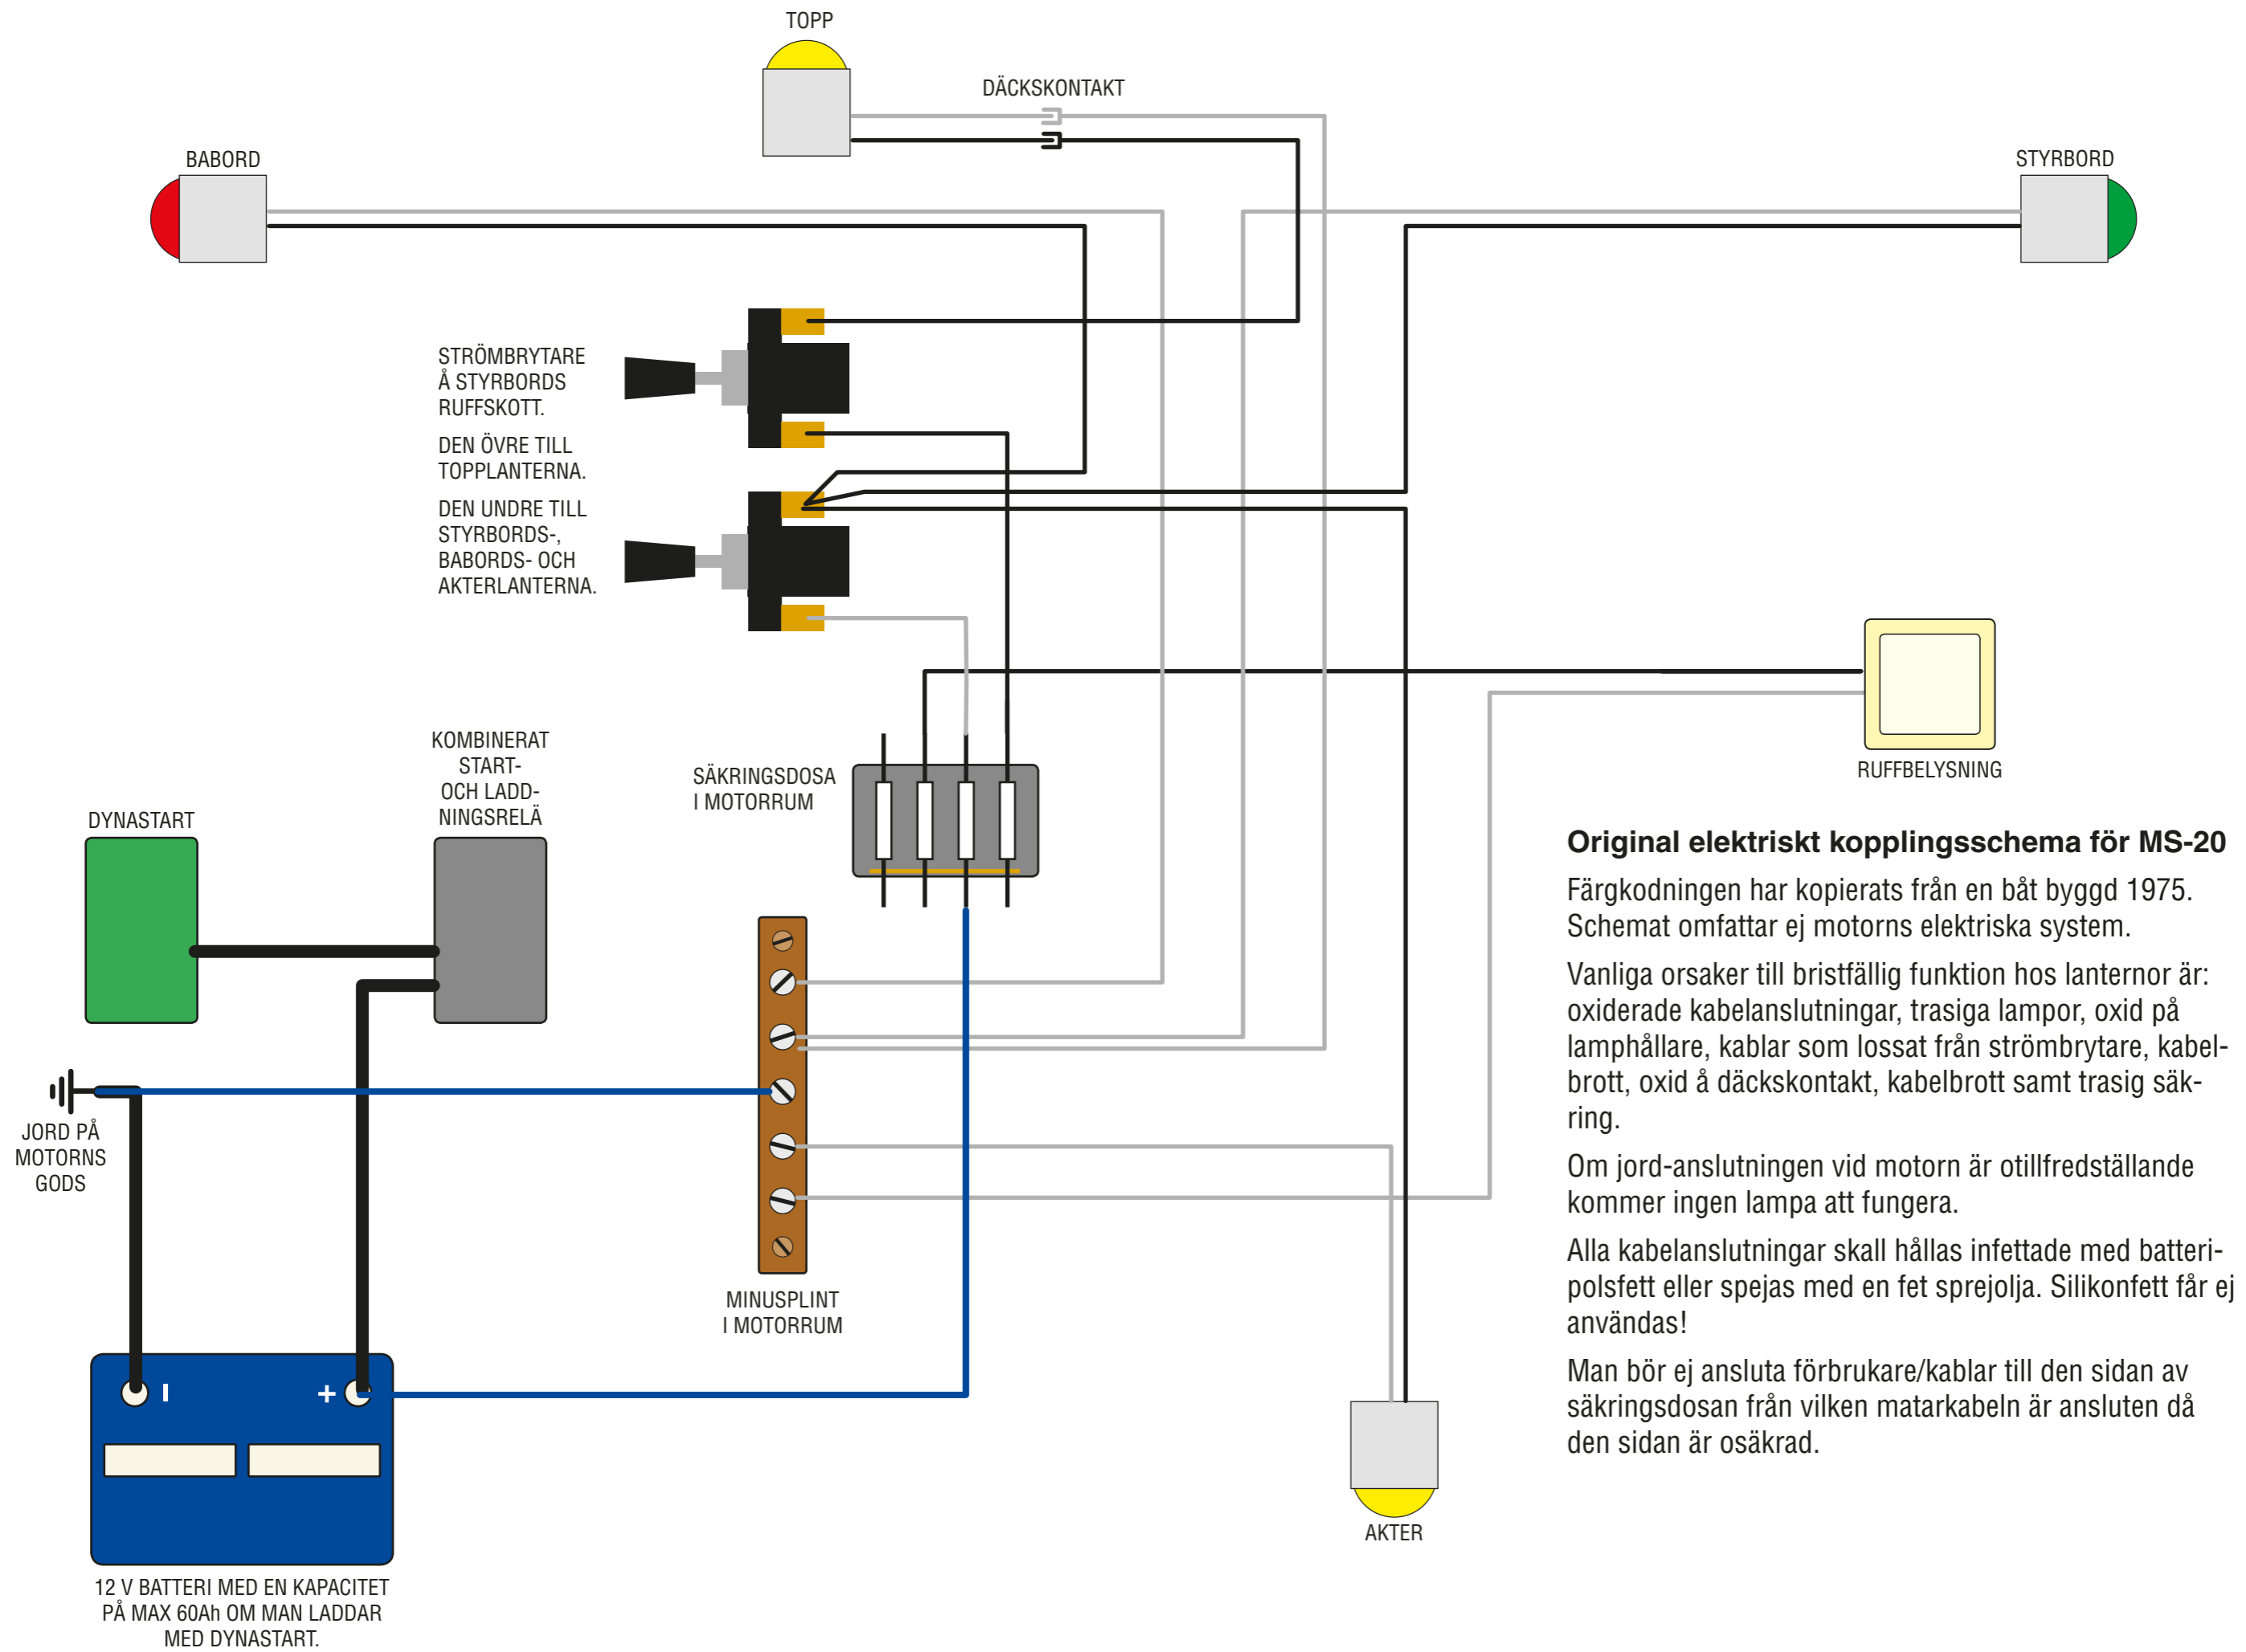 TOPP
DÄCKSKONTAKT
BABORD
STYRBORD
STRÖMBRYTARE
Å STYRBORDS
RUFFSKOTT.
DEN ÖVRE TILL
TOPPLANTERNA.
DEN UNDRE TILL
STYRBORDS-,
BABORDS- OCH
AKTERLANTERNA.
KOMBINERAT
START-
OCH LADD-
NINGSRELÄ
SÄKRINGSDOSA
I MOTORRUM
RUFFBELYSNING
DYNASTART
Original elektriskt kopplingsschema för MS-20
Färgkodningen har kopierats från en båt byggd 1975.
Schemat omfattar ej motorns elektriska system.
Vanliga orsaker till bristfällig funktion hos lanternor är:
oxiderade kabelanslutningar, trasiga lampor, oxid på
lamphållare, kablar som lossat från strömbrytare, kabel-
brott, oxid å däckskontakt, kabelbrott samt trasig säk-
ring.
Om jord-anslutningen vid motorn är otillfredställande
kommer ingen lampa att fungera.
Alla kabelanslutningar skall hållas infettade med batteri-
polsfett eller spejas med en fet sprejolja. Silikonfett får ej
användas!
Man bör ej ansluta förbrukare/kablar till den sidan av
säkringsdosan från vilken matarkabeln är ansluten då
den sidan är osäkrad.
JORD PÅ
MOTORNS
GODS
MINUSPLINT
I MOTORRUM
- +
AKTER
12 V BATTERI MED EN KAPACITET
PÅ MAX 60Ah OM MAN LADDAR
MED DYNASTART.